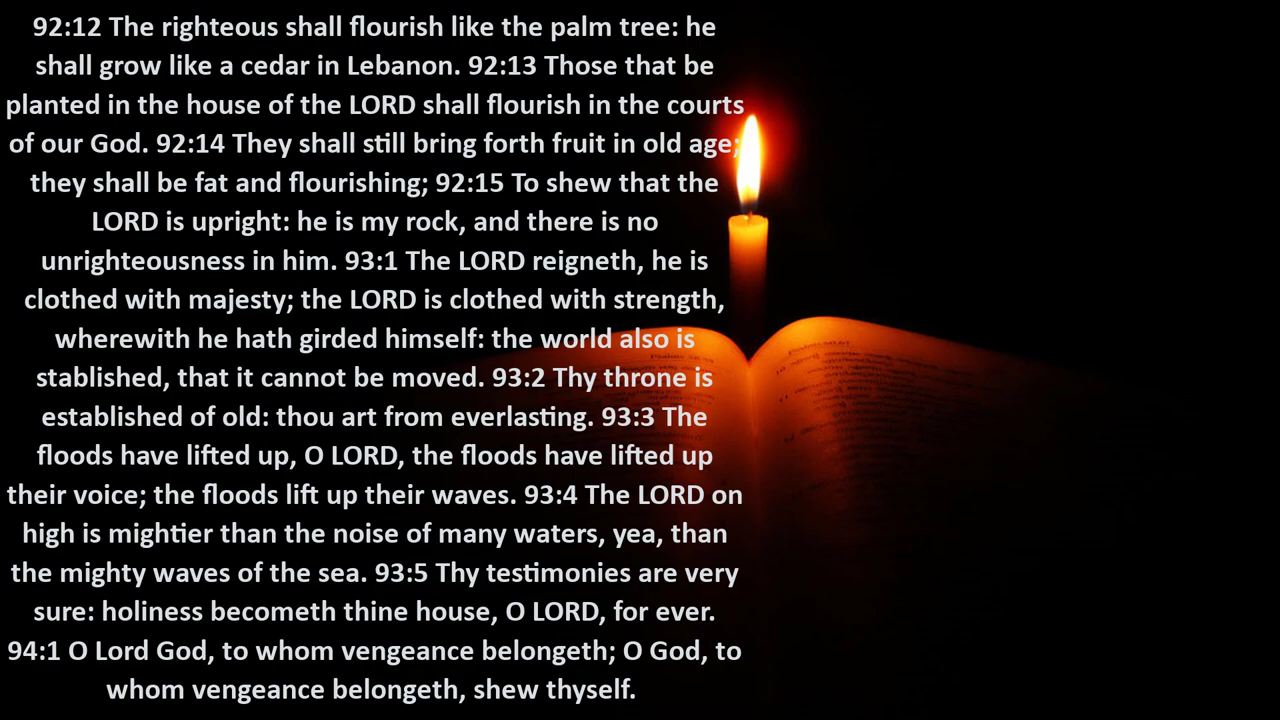 92:12 The righteous shall flourish like the palm tree: he
shall grow like a cedar in Lebanon. 92:13 Those that be
planted in the house of the LORD shall flourish in the courts
of our God. 92:14 They shall still bring forth fruit in old age;
they shall be fat and flourishing; 92:15 To shew that the
LORD is upright: he is my rock, and there is no
unrighteousness in him. 93:1 The LORD reigneth, he is
clothed with majesty; the LORD is clothed with strength,
wherewith he hath girded himself: the world also is
stablished, that it cannot be moved. 93:2 Thy throne is
established of old: thou art from everlasting. 93:3 The
floods have lifted up, O LORD, the floods have lifted up
their voice; the floods lift up their waves. 93:4 The LORD on
high is mightier than the noise of many waters, yea, than
the mighty waves of the sea. 93:5 Thy testimonies are very
sure: holiness becometh thine house, O LORD, for ever.
94:1 O Lord God, to whom vengeance belongeth; O God, to
whom vengeance belongeth, shew thyself.